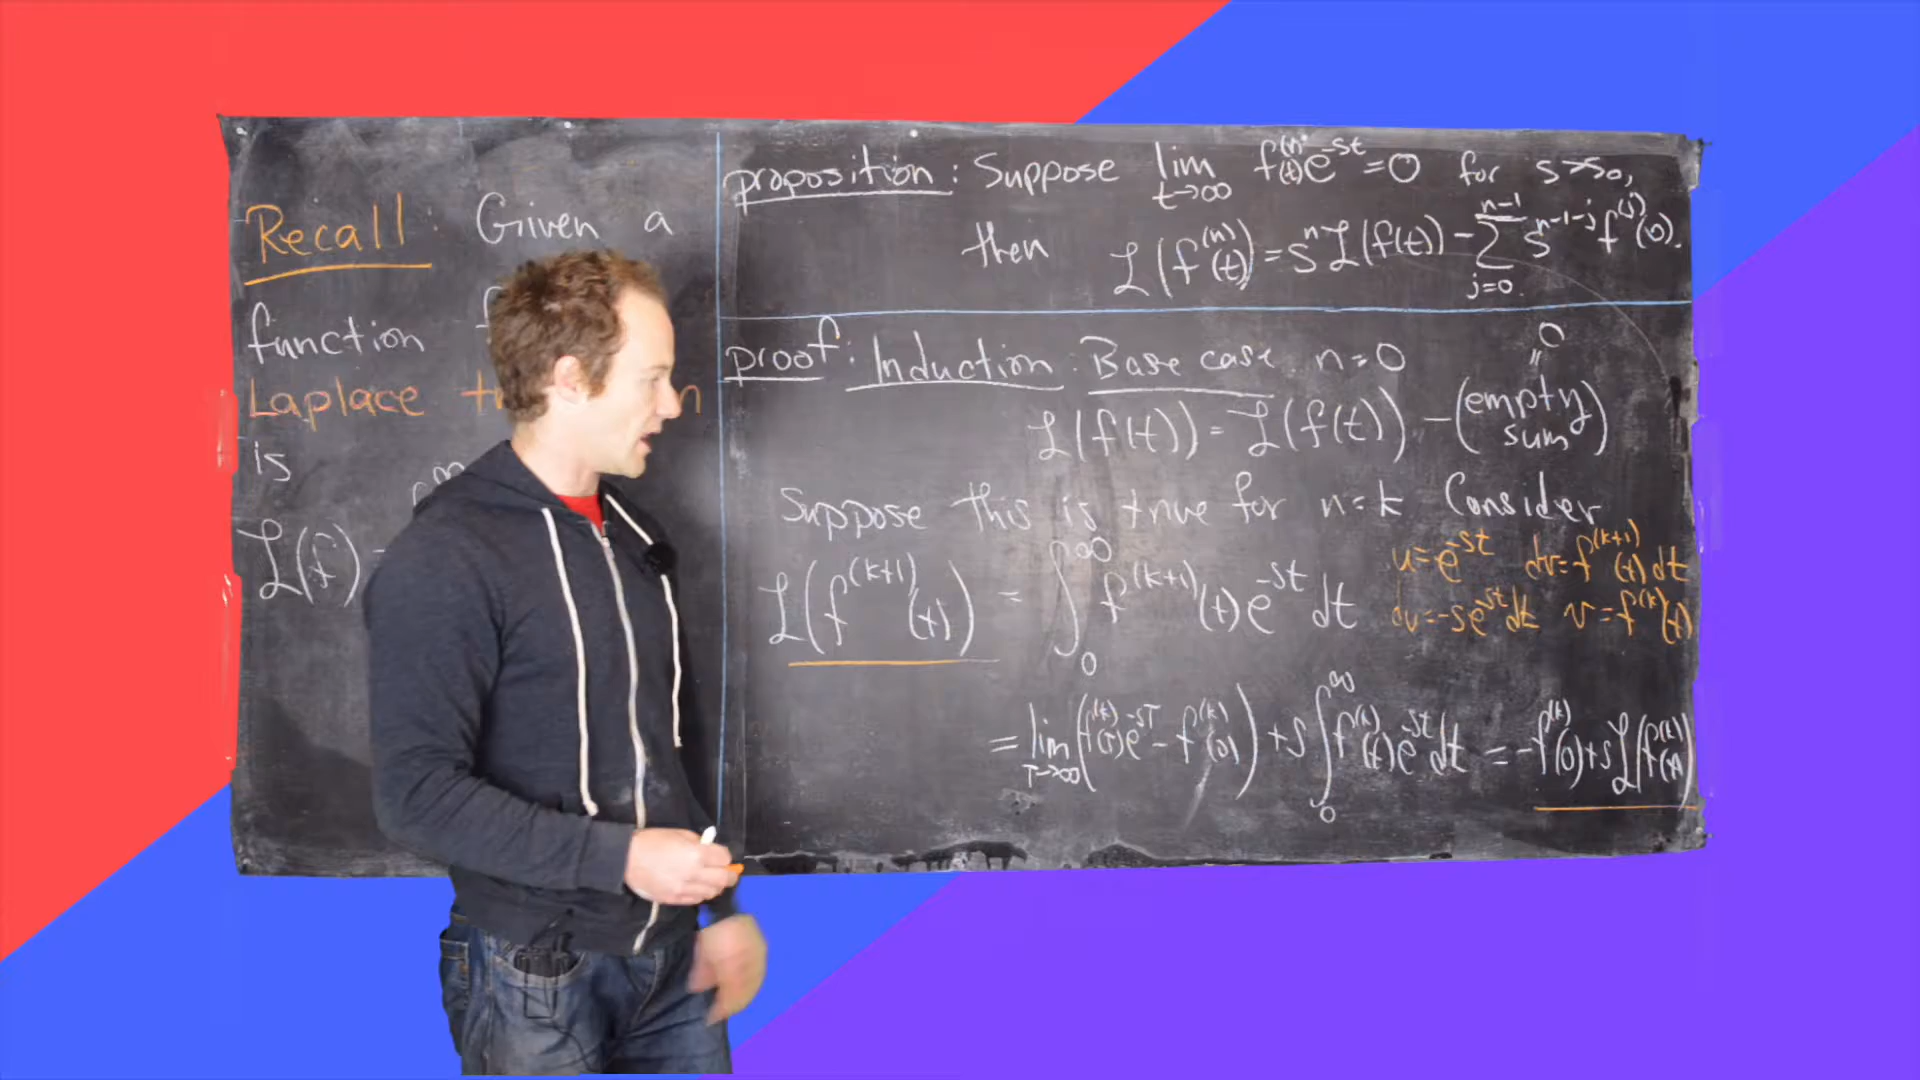 Recall: Given a
function f
Laplace
is
ℒ(f) =
proposition: Suppose lim_{t→∞} f^{(n)}(t)e^{-st} = 0 for s>s₀,
then ℒ(f^{(n)}(t)) = sⁿℒ(f(t)) - ∑_{j=0}^{n-1} s^{n-1-j} f^{(j)}(0).
proof: Induction: Base case n=0
0
=
ℒ(f(t)) = ℒ(f(t)) - (empty sum)
Suppose this is true for n=k Consider
u=e^{-st} dv=f^{(k+1)}(t)dt
ℒ(f^{(k+1)}(t)) = ∫_0^∞ f^{(k+1)}(t)e^{-st}dt
du=-se^{-st}dt v=f^{(k)}(t)
= lim_{T→∞} (f^{(k)}(T)e^{-sT} - f^{(k)}(0)) + s∫_0^∞ f^{(k)}(t)e^{-st}dt = -f^{(k)}(0)+sℒ(f^{(k)}(t))